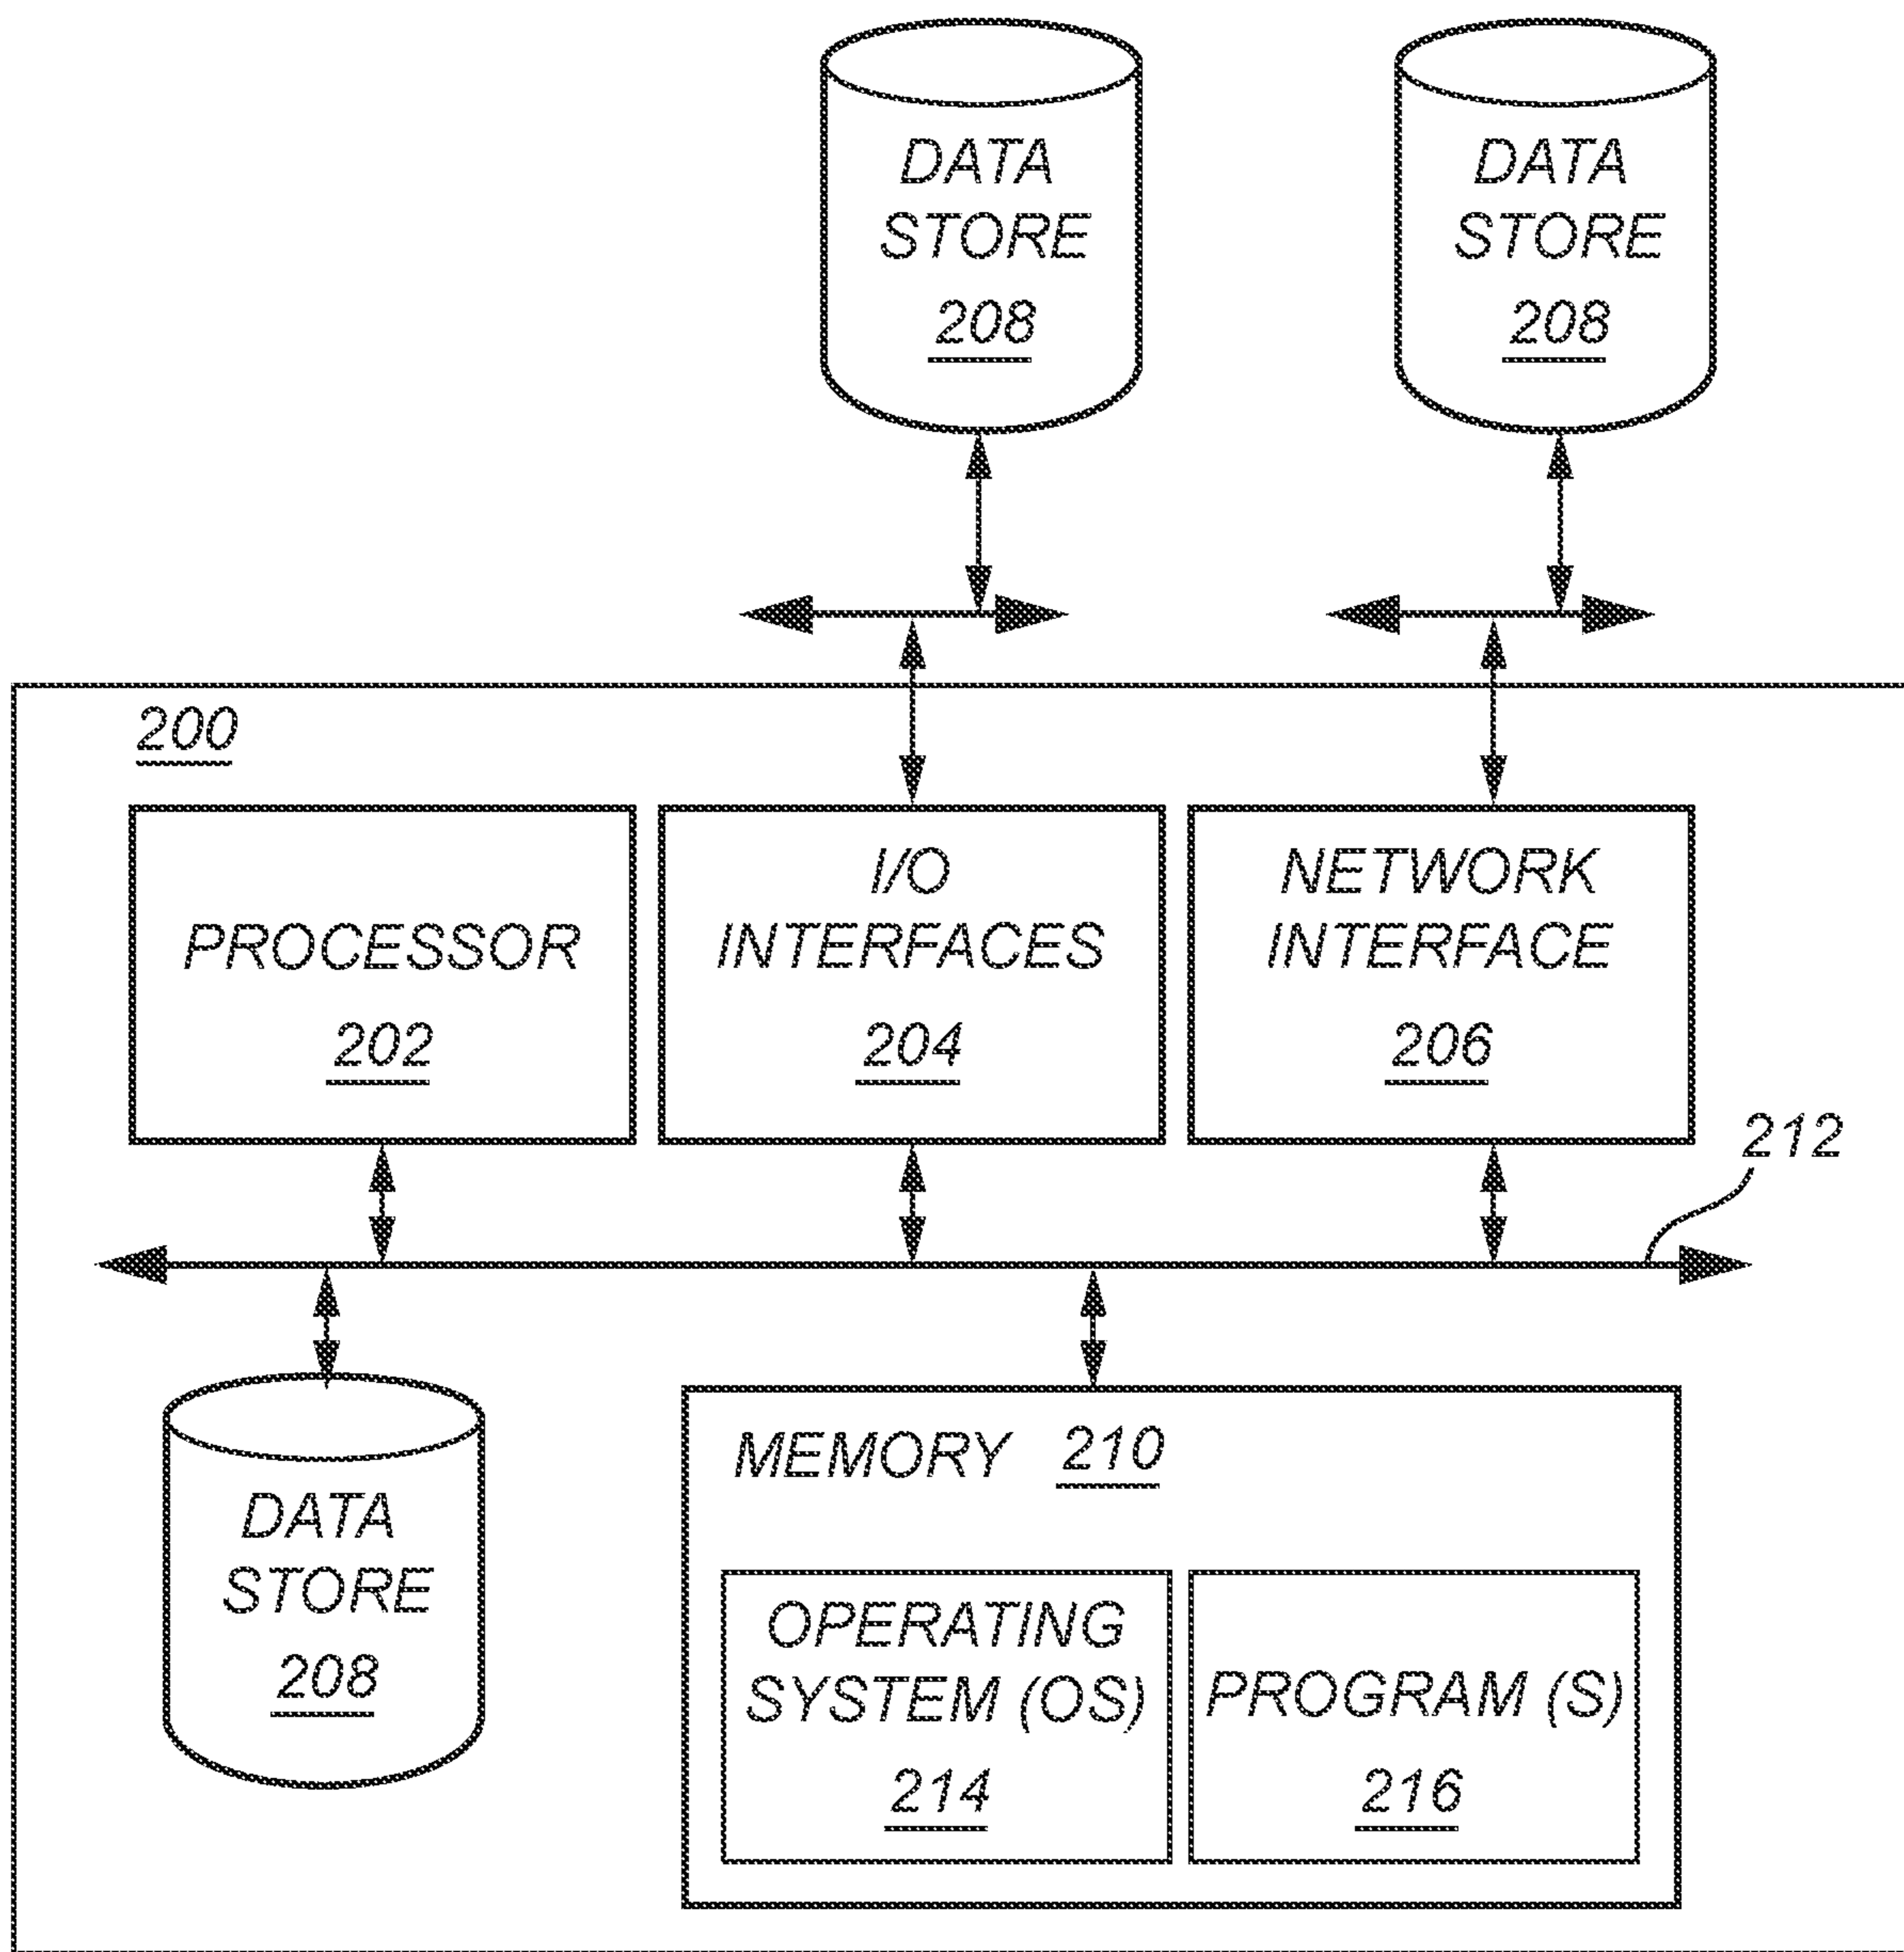 DATA
STORE
208
DATA
STORE
208
200
PROCESSOR
202
I/O
INTERFACES
204
NETWORK
INTERFACE
206
212
DATA
STORE
208
MEMORY 210
OPERATING
SYSTEM (OS)
214
PROGRAM (S)
216